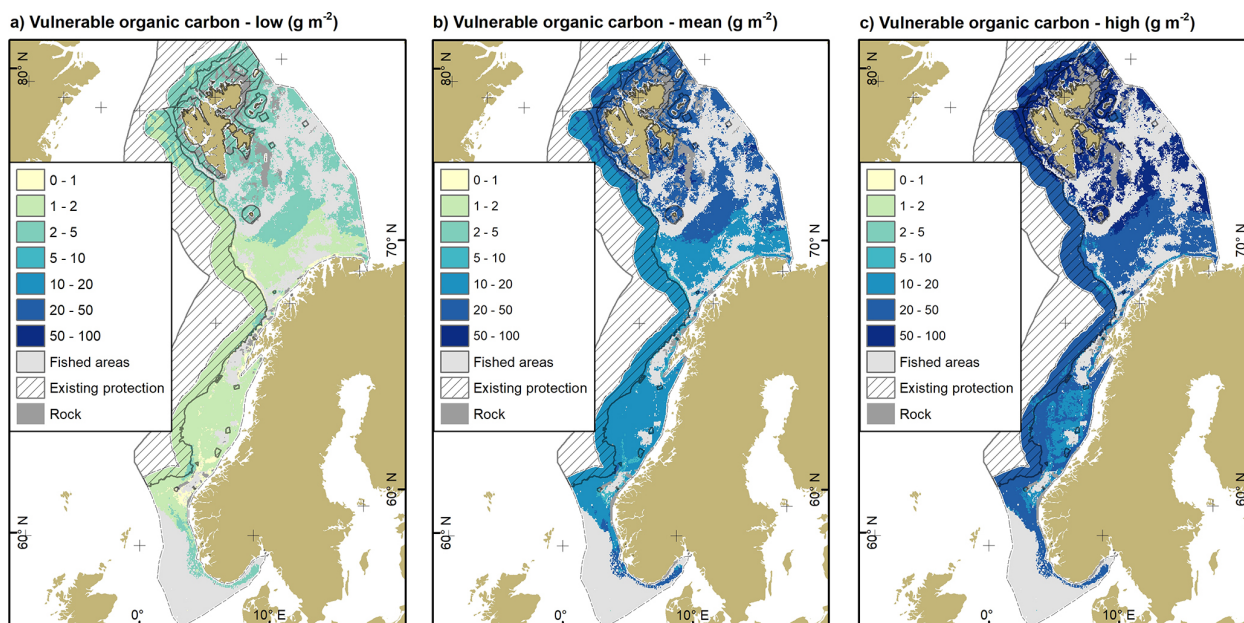 a) Vulnerable organic carbon - low (g m-2)
80° N
0 - 1
1 - 2
2 - 5
5 - 10
10 - 20
20 - 50
50 - 100
Fished areas
Existing protection
Rock
70° N
60° N
60° N
0°
10° E
b) Vulnerable organic carbon - mean (g m-2)
80° N
0 - 1
1 - 2
2 - 5
5 - 10
10 - 20
20 - 50
50 - 100
Fished areas
Existing protection
Rock
70° N
60° N
60° N
0°
10° E
c) Vulnerable organic carbon - high (g m-2)
80° N
0 - 1
1 - 2
2 - 5
5 - 10
10 - 20
20 - 50
50 - 100
Fished areas
Existing protection
Rock
70° N
60° N
60° N
0°
10° E